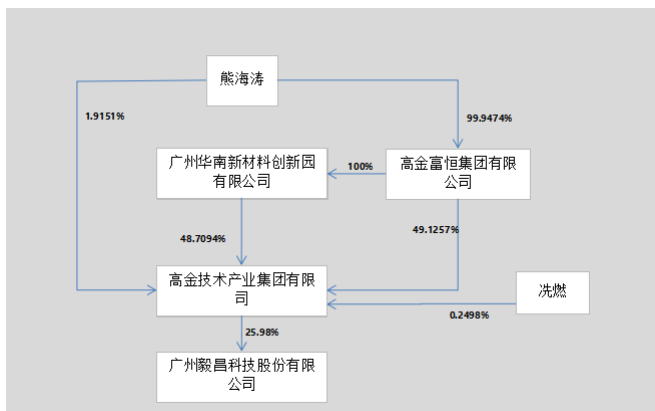 熊海涛
1.9151%
99.9474%
广州华南新材料创新园
有限公司
100%
高金富恒集团有限公
司
48.7094%
49.1257%
高金技术产业集团有限公
司
冼燃
0.2498%
25.98%
广州毅昌科技股份有限
公司